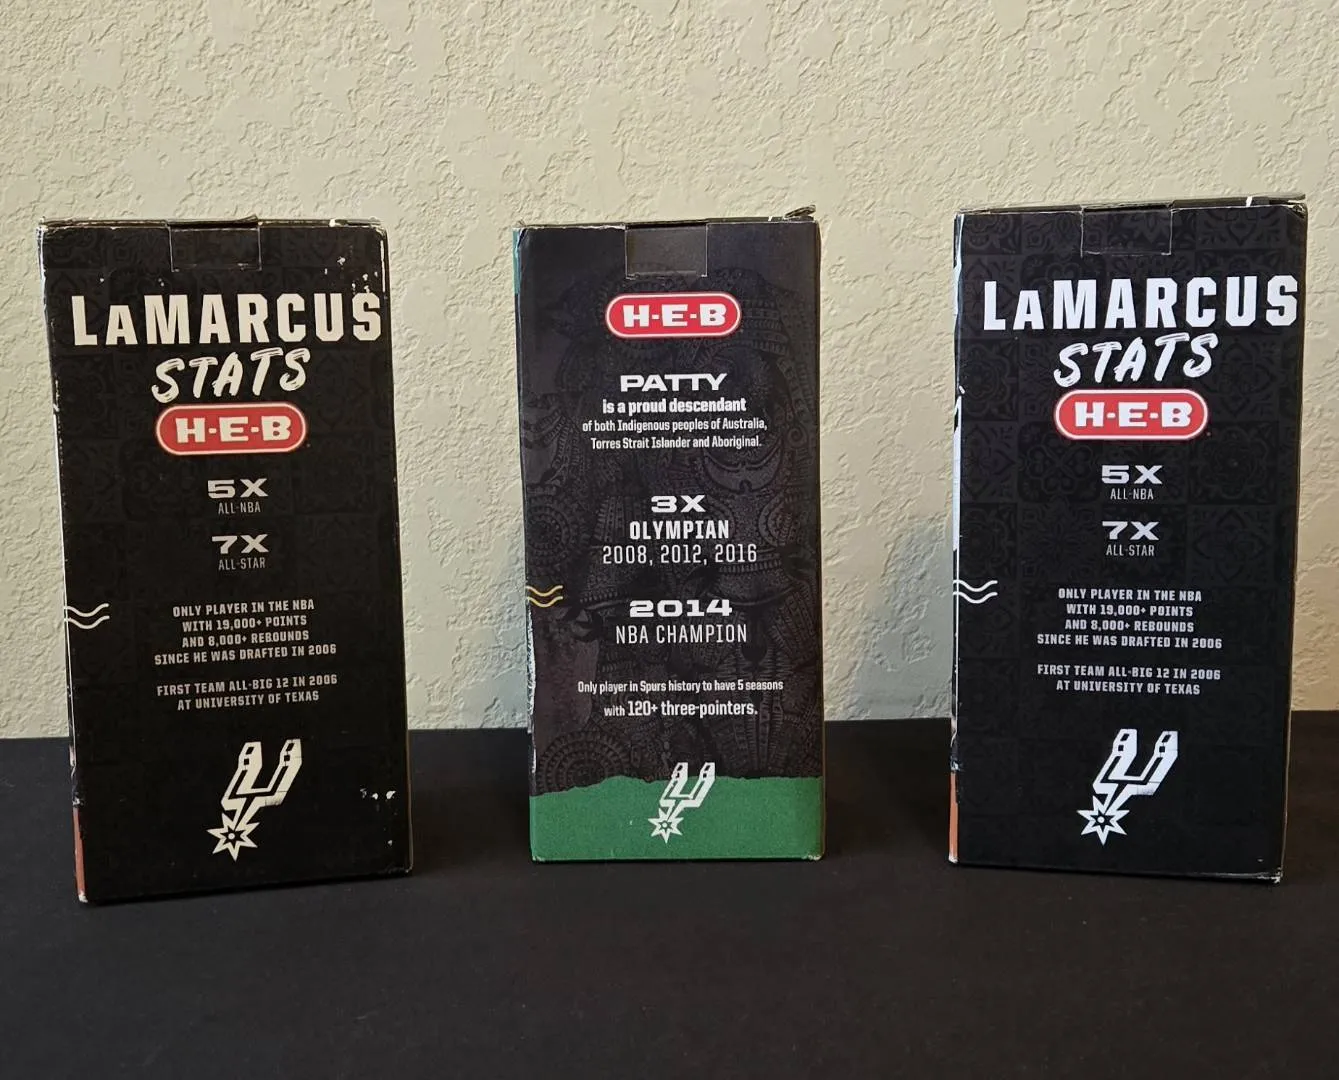 LAMARCUS
STATS
H-E-B
5X
ALL-NBA
7X
ALL-STAR
ONLY PLAYER IN THE NBA
WITH 19,000+ POINTS
AND 8,000+ REBOUNDS
SINCE HE WAS DRAFTED IN 2006
FIRST TEAM ALL-BIG 12 IN 2006
AT UNIVERSITY OF TEXAS
H-E-B
PATTY
is a proud descendant
of both Indigenous peoples of Australia,
Torres Strait Islander and Aboriginal.
3X
OLYMPIAN
2008, 2012, 2016
2014
NBA CHAMPION
Only player in Spurs history to have 5 seasons
with 120+ three-pointers.
LAMARCUS
STATS
H-E-B
5X
ALL-NBA
7X
ALL-STAR
ONLY PLAYER IN THE NBA
WITH 19,000+ POINTS
AND 8,000+ REBOUNDS
SINCE HE WAS DRAFTED IN 2006
FIRST TEAM ALL-BIG 12 IN 2006
AT UNIVERSITY OF TEXAS